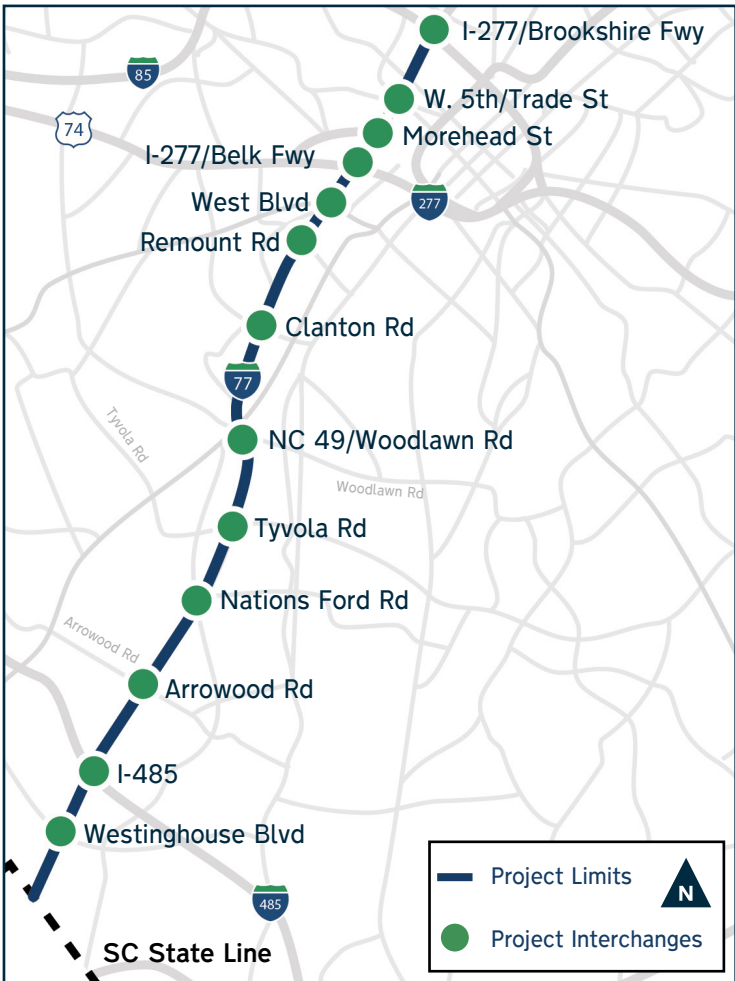 I-277/Brookshire Fwy
85
W. 5th/Trade St
74
Morehead St
I-277/Belk Fwy
West Blvd
277
Remount Rd
Clanton Rd
77
Tyvola Rd
NC 49/Woodlawn Rd
Woodlawn Rd
Tyvola Rd
Nations Ford Rd
Arrowood Rd
Arrowood Rd
I-485
Westinghouse Blvd
485
SC State Line
Project Limits
N
Project Interchanges